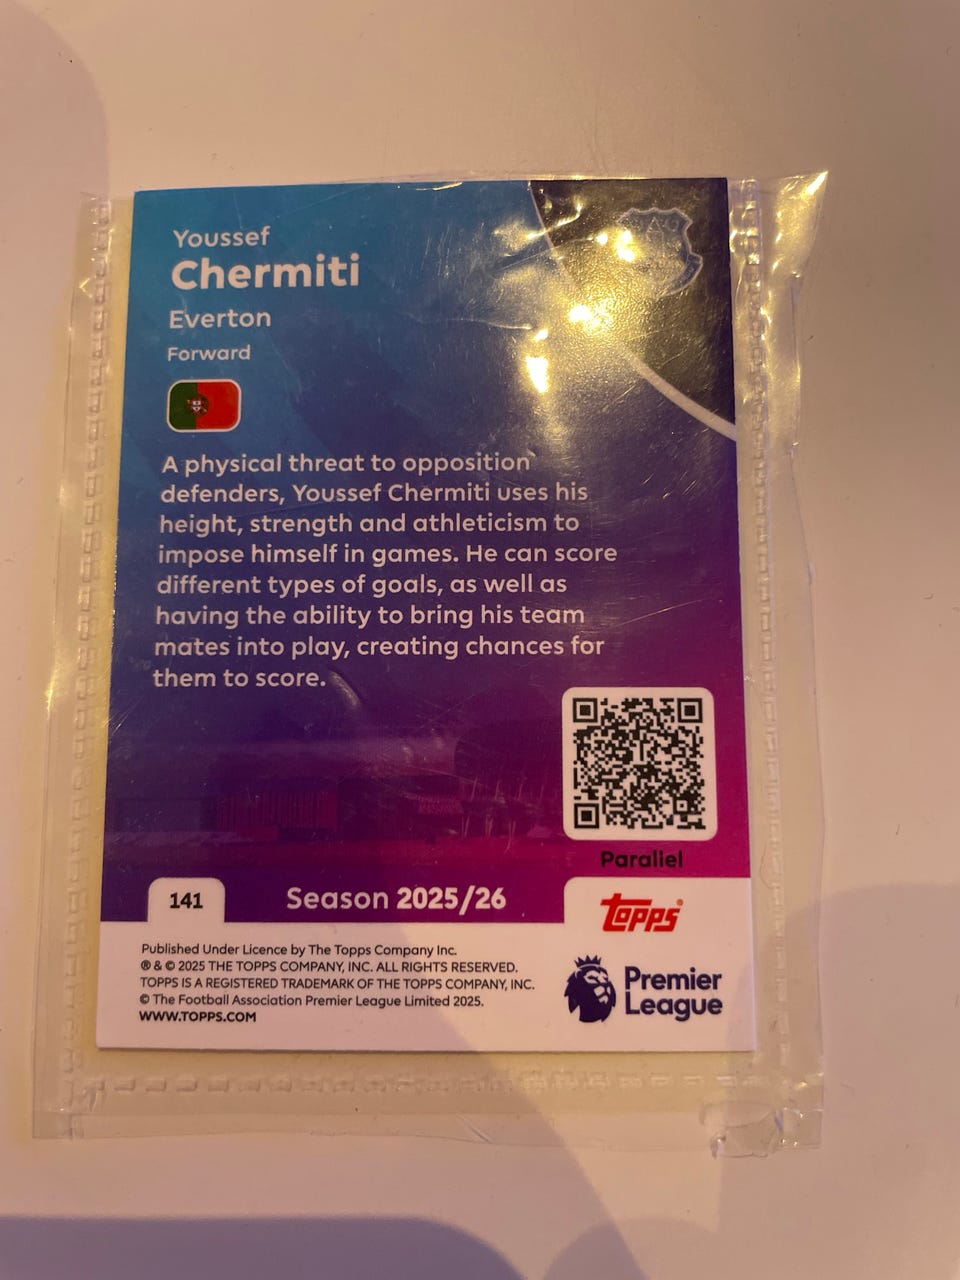 Youssef
Chermiti
Everton
Forward
A physical threat to opposition
defenders, Youssef Chermiti uses his
height, strength and athleticism to
impose himself in games. He can score
different types of goals, as well as
having the ability to bring his team
mates into play, creating chances for
them to score.
Parallel
141
Season 2025/26
Topps
Published Under Licence by The Topps Company Inc.
® & © 2025 THE TOPPS COMPANY, INC. ALL RIGHTS RESERVED.
TOPPS IS A REGISTERED TRADEMARK OF THE TOPPS COMPANY, INC.
© The Football Association Premier League Limited 2025.
WWW.TOPPS.COM
Premier
League